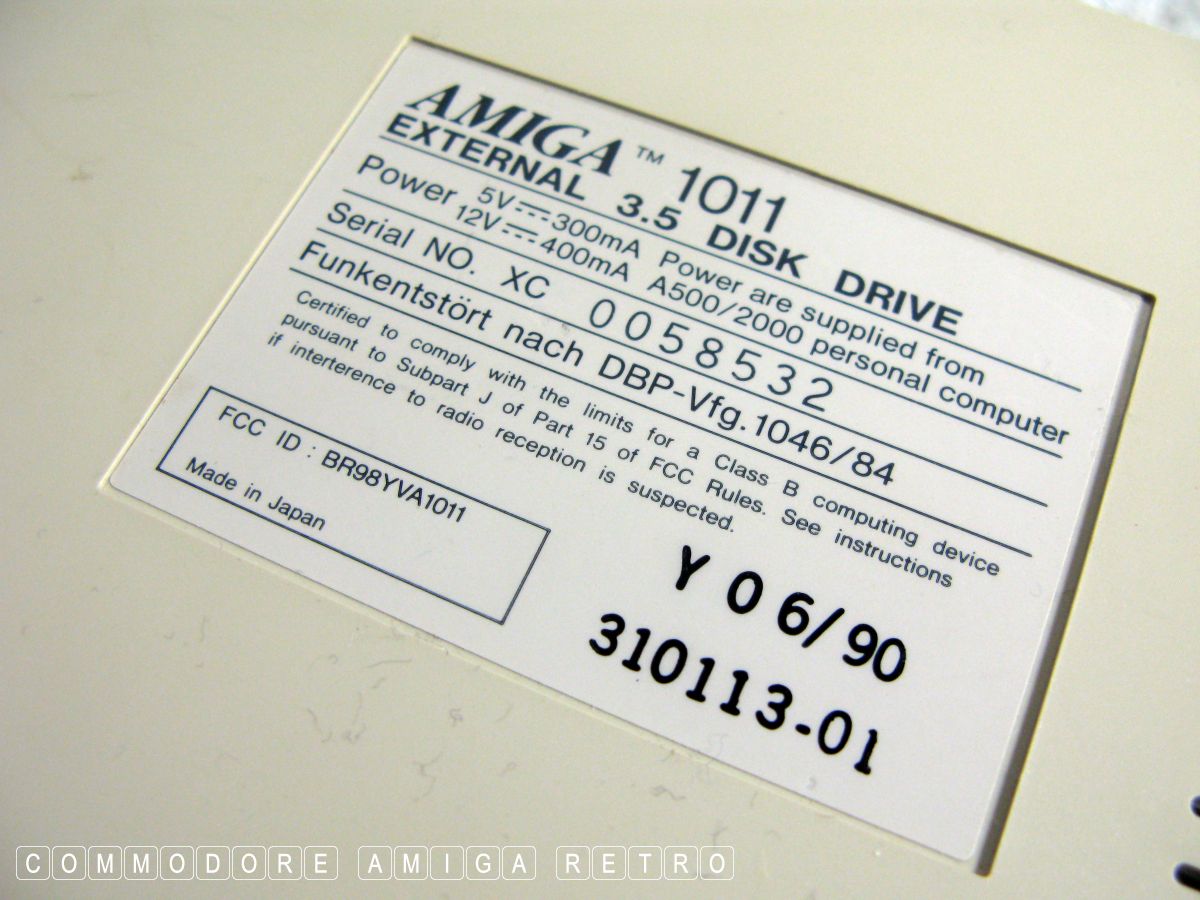 AMIGA™ 1011
EXTERNAL 3.5 DISK DRIVE
Power 5V⎓300mA Power are supplied from
12V⎓400mA A500/2000 personal computer
Serial NO. XC 0058532
Funkentstört nach DBP-Vfg.1046/84
Certified to comply with the limits for a Class B computing device
pursuant to Subpart J of Part 15 of FCC Rules. See instructions
if interterence to radio reception is suspected.
FCC ID : BR98YVA1011
Made in Japan
Y 06/90
310113-01
COMMODORE AMIGA RETRO